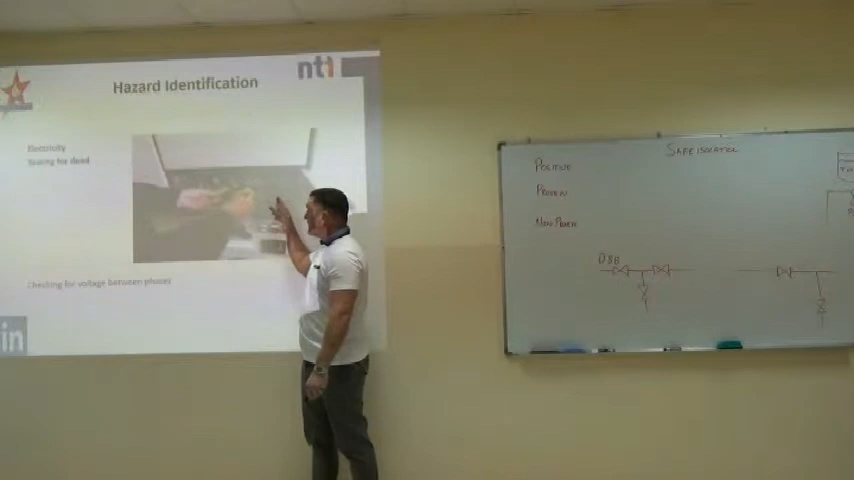 Hazard Identification
nti
Electricity
Testing for dead
Checking for voltage between phases
in
SAFE ISOLATION
POSITIVE
PROVEN
NON PROVEN
DBB